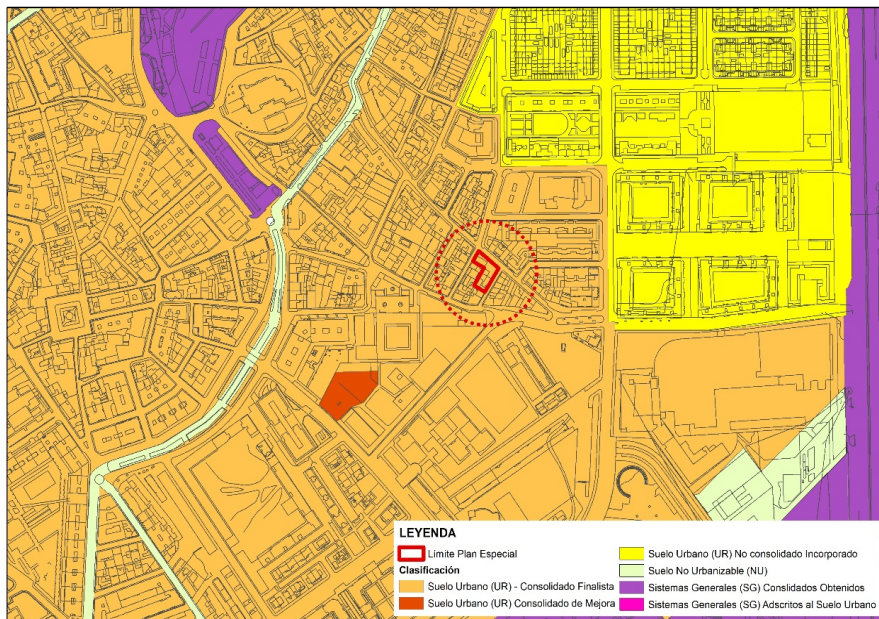 LEYENDA
Límite Plan Especial
Clasificación
Suelo Urbano (UR) - Consolidado Finalista
Suelo Urbano (UR) Consolidado de Mejora
Suelo Urbano (UR) No consolidado Incorporado
Suelo No Urbanizable (NU)
Sistemas Generales (SG) Conslidados Obtenidos
Sistemas Generales (SG) Adscritos al Suelo Urbano